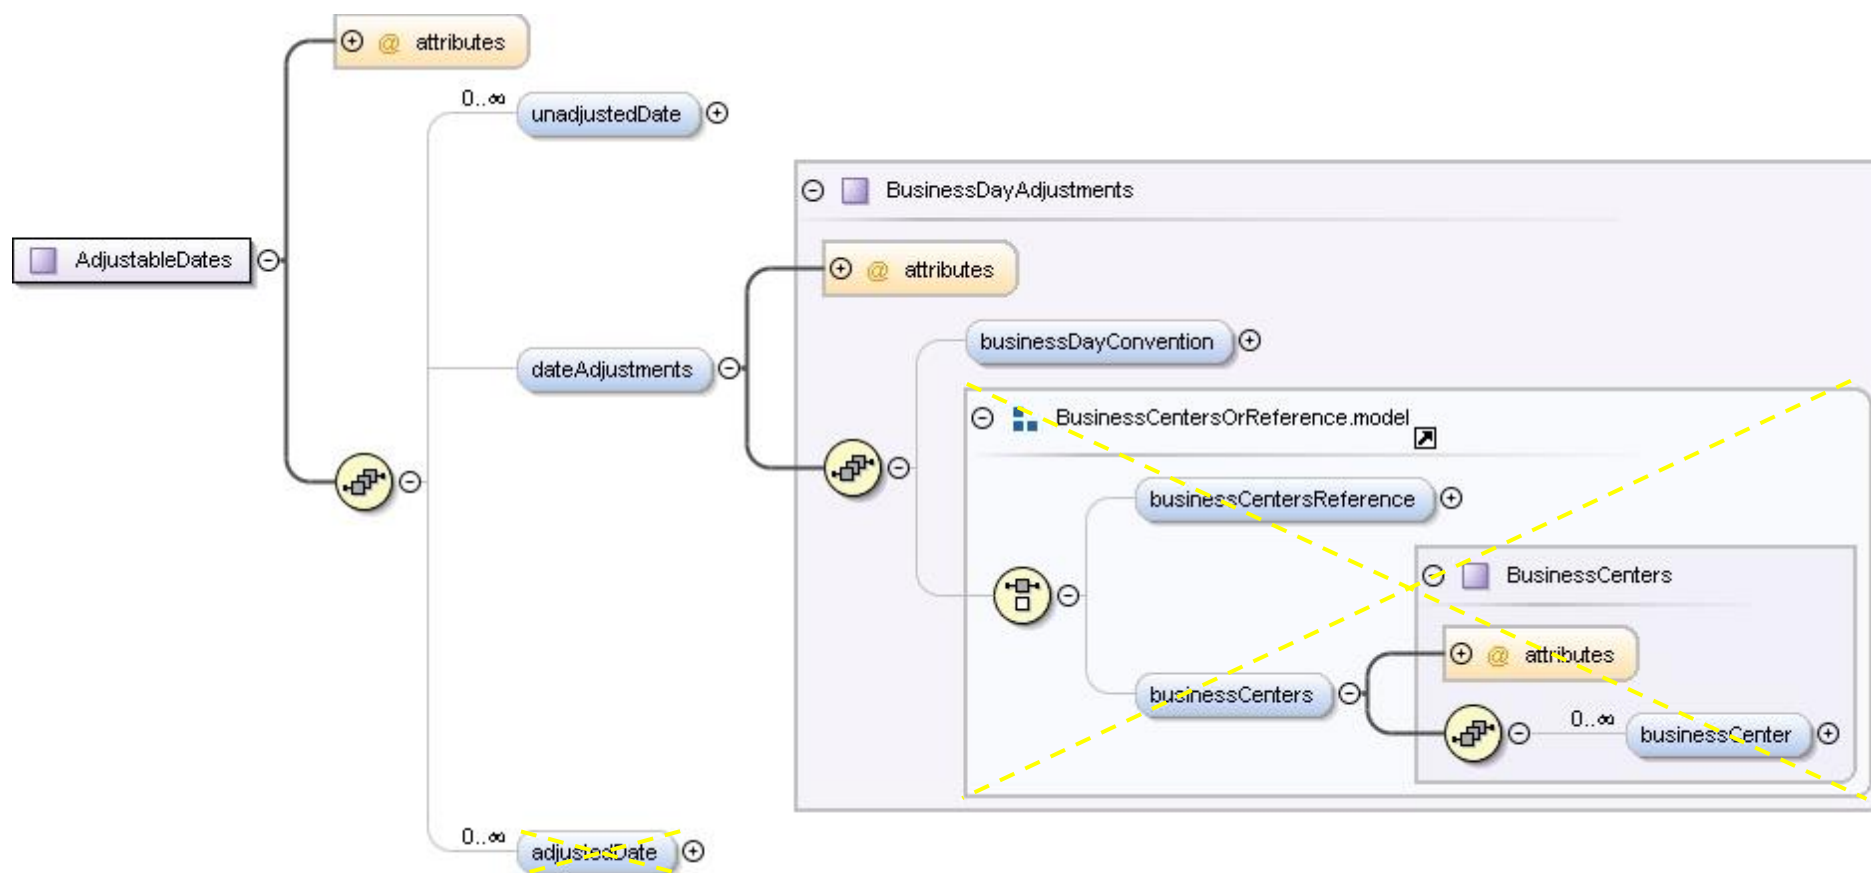 @ attributes
0..∞
unadjustedDate
BusinessDayAdjustments
AdjustableDates
@ attributes
businessDayConvention
dateAdjustments
BusinessCentersOrReference.model
businessCentersReference
BusinessCenters
@ attributes
businessCenters
0..∞
businessCenter
0..∞
adjustedDate